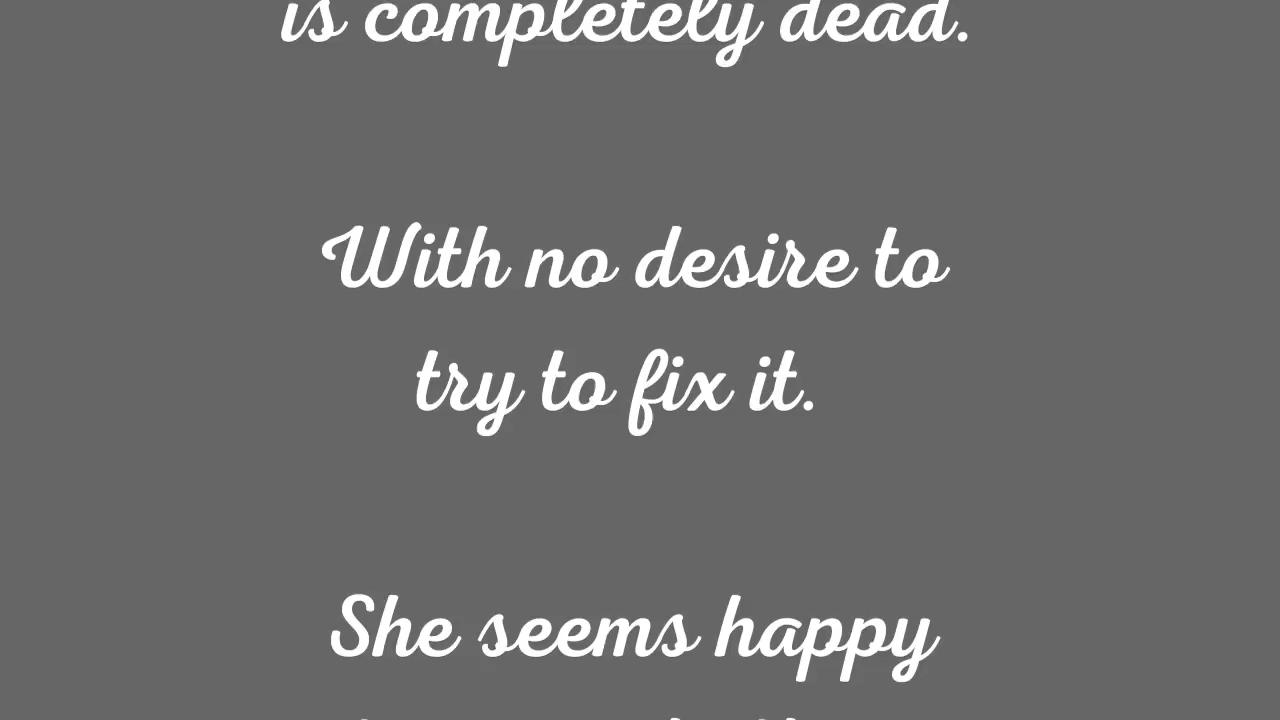 is completely dead.
With no desire to
try to fix it.
She seems happy